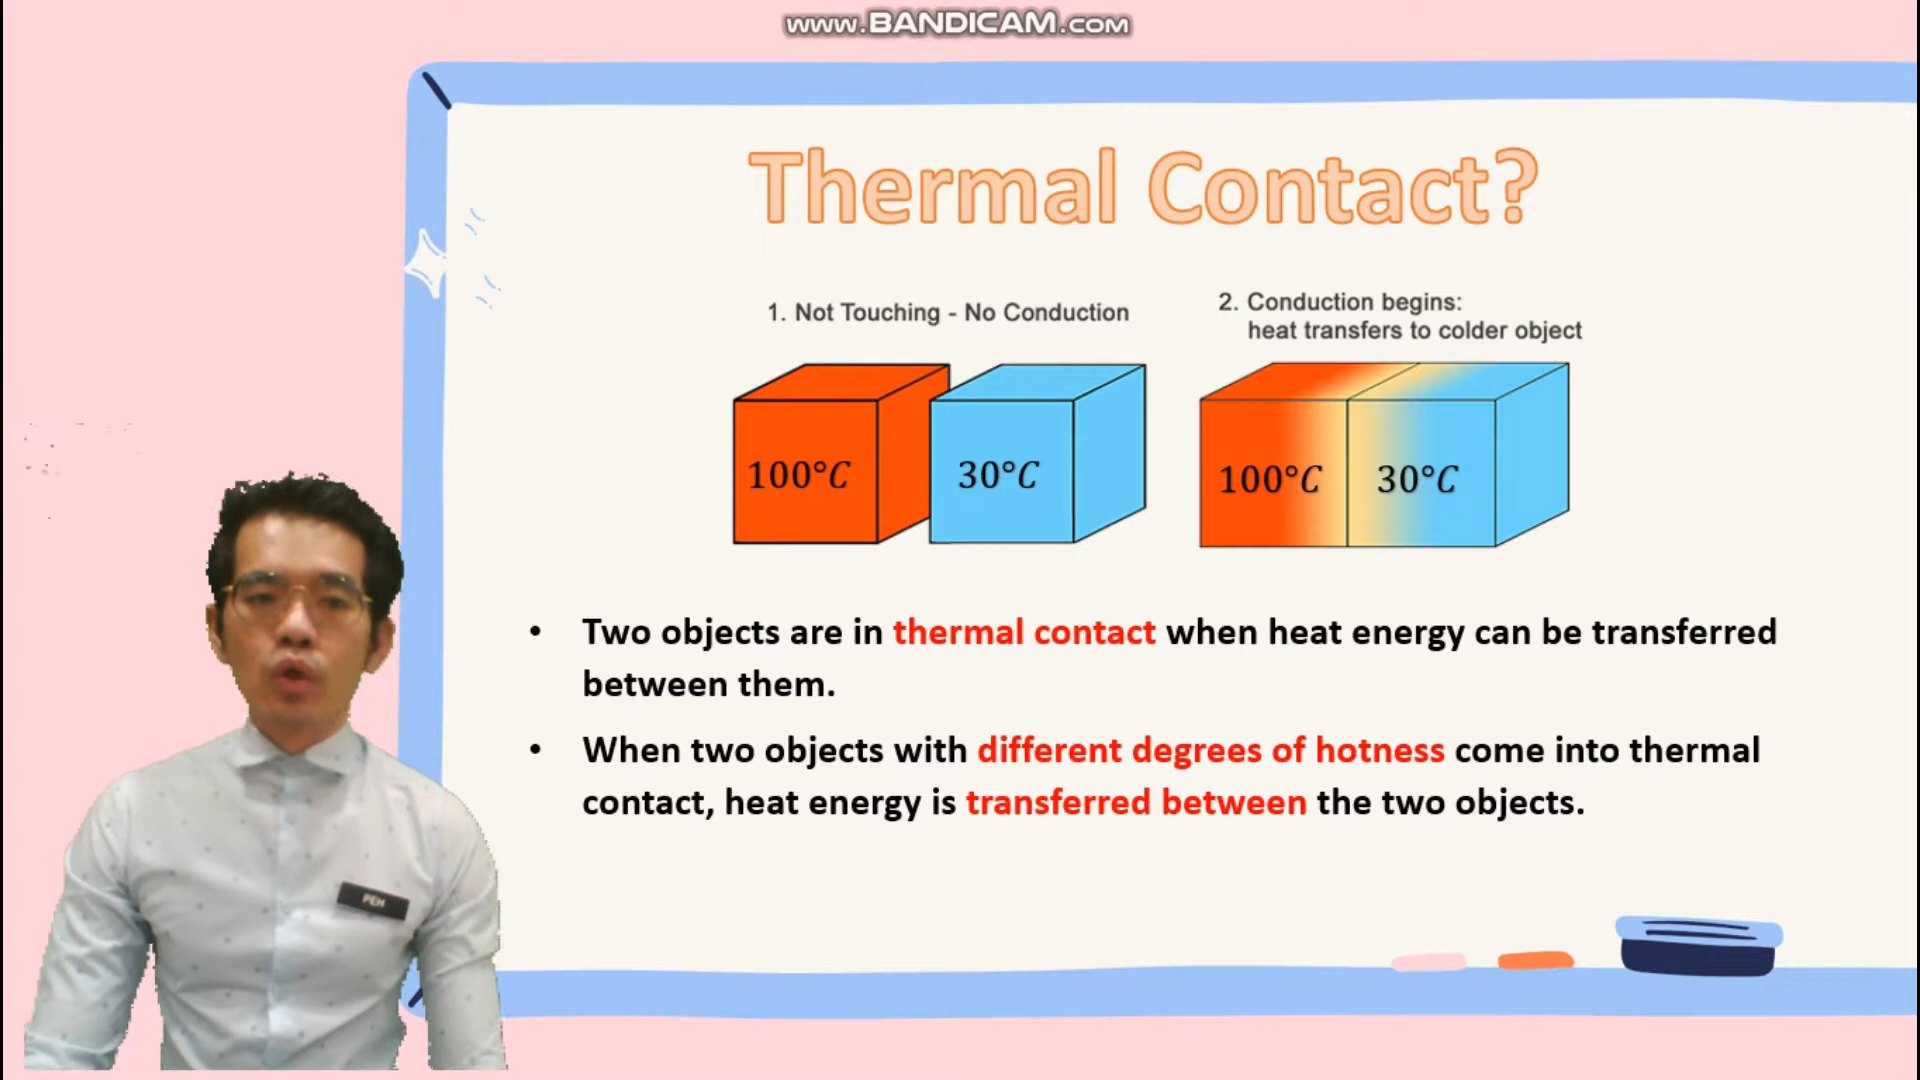 www.BANDICAM.com
Thermal Contact?
1. Not Touching - No Conduction
2. Conduction begins:
heat transfers to colder object
100°C
30°C
100°C
30°C
• Two objects are in thermal contact when heat energy can be transferred
between them.
• When two objects with different degrees of hotness come into thermal
contact, heat energy is transferred between the two objects.
PEH